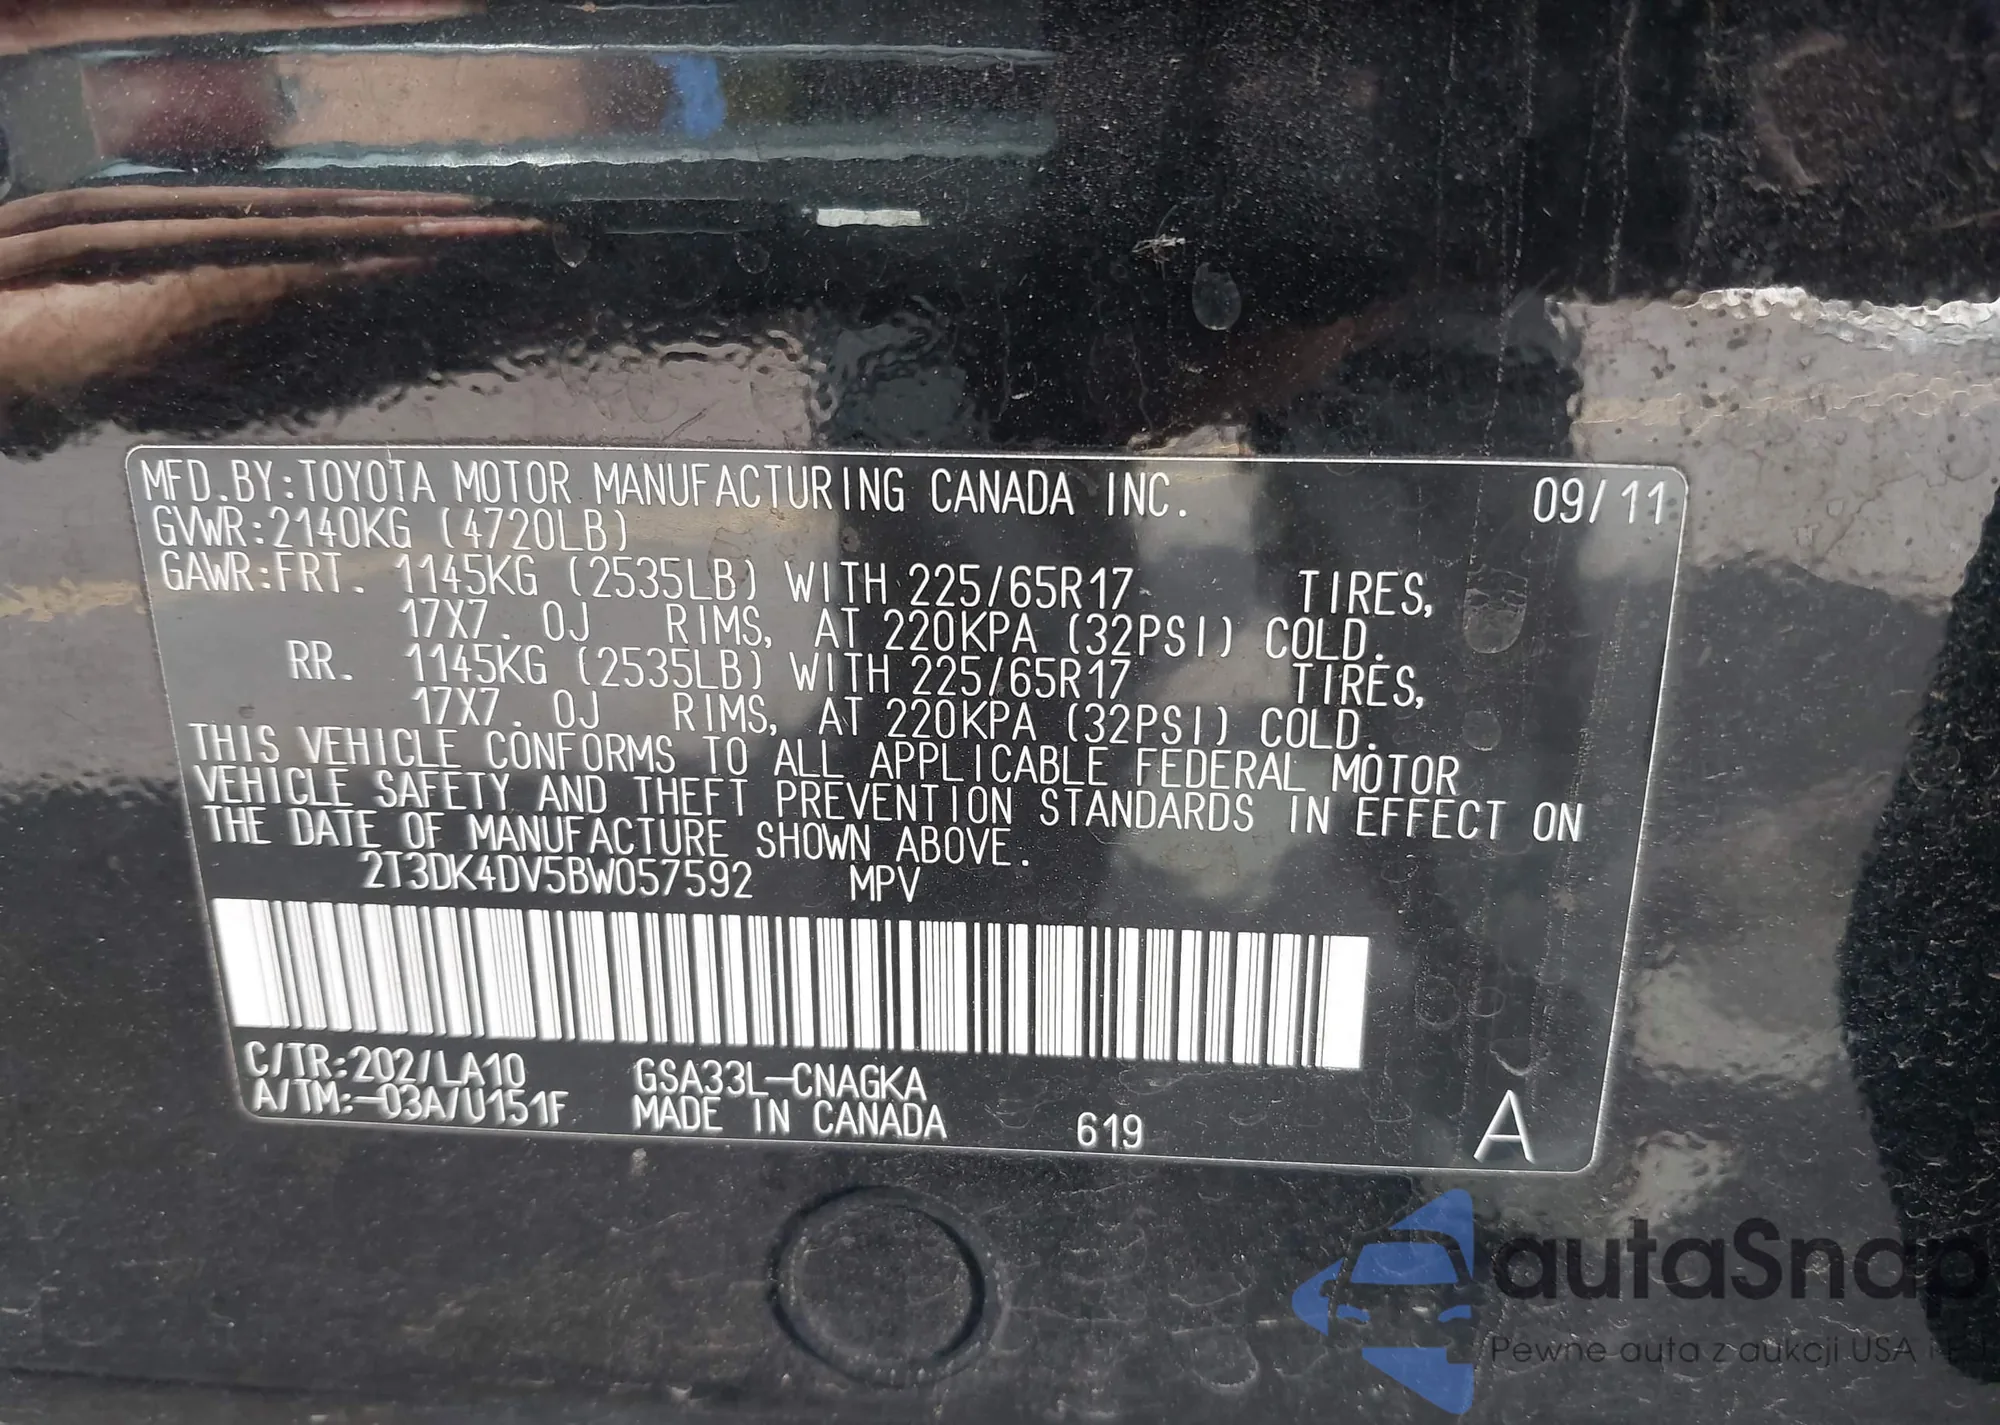 MFD.BY:TOYOTA MOTOR MANUFACTURING CANADA INC. 09/11
GVWR:2140KG (4720LB)
GAWR:FRT. 1145KG (2535LB) WITH 225/65R17 TIRES,
17X7.0J RIMS, AT 220KPA (32PSI) COLD.
RR. 1145KG (2535LB) WITH 225/65R17 TIRES,
17X7.0J RIMS, AT 220KPA (32PSI) COLD.
THIS VEHICLE CONFORMS TO ALL APPLICABLE FEDERAL MOTOR
VEHICLE SAFETY AND THEFT PREVENTION STANDARDS IN EFFECT ON
THE DATE OF MANUFACTURE SHOWN ABOVE.
2T3DK4DV5BW057592 MPV
C/TR:202/LA10 GSA33L-CNAGKA
A/TM:-03A/U151F MADE IN CANADA 619 A
autaSnap
Pewne auta z aukcji USA i